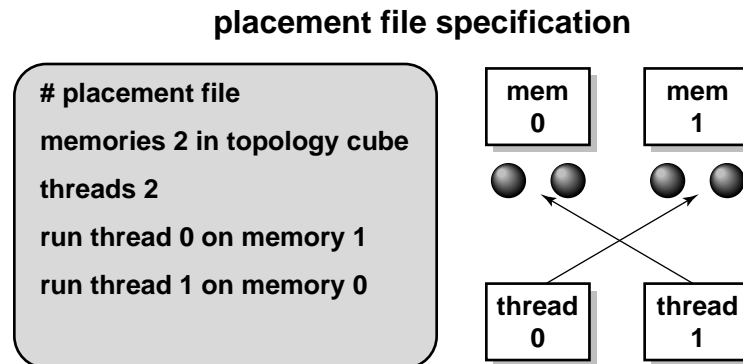 placement file specification
# placement file
memories 2 in topology cube
threads 2
run thread 0 on memory 1
run thread 1 on memory 0
mem
0
mem
1
thread
0
thread
1